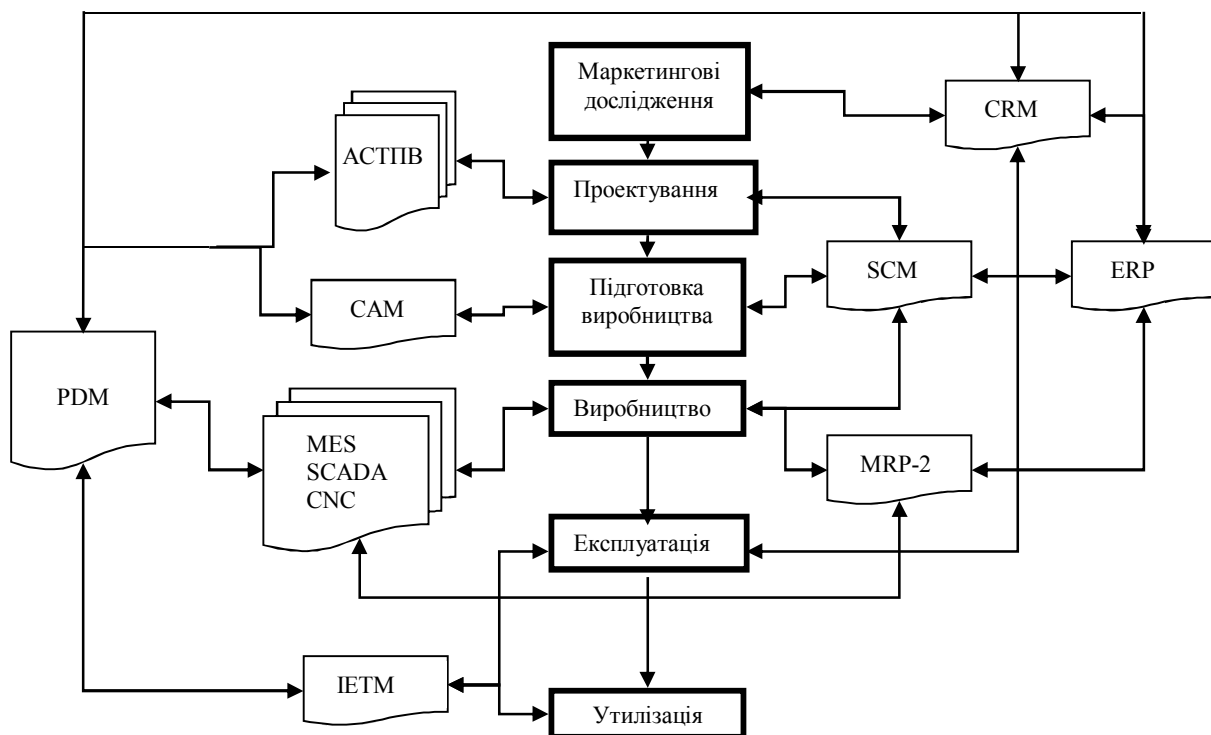 Маркетингові
дослідження
CRM
АСТПВ
Проектування
SCM
ERP
Підготовка
виробництва
CAM
PDM
Виробництво
MES
SCADA
CNC
MRP-2
Експлуатація
IETM
Утилізація